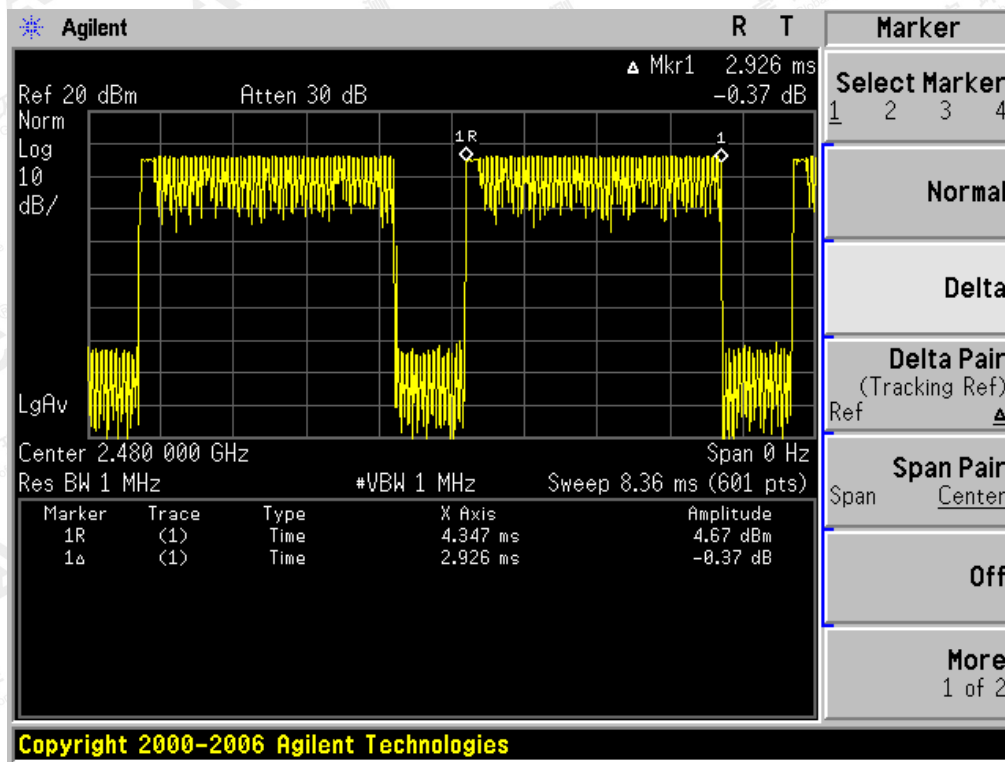 Agilent R T
Δ Mkr1 2.926 ms
Ref 20 dBm Atten 30 dB -0.37 dB
Norm
Log
10
dB/
1R 1
LgAv
Center 2.480 000 GHz Span 0 Hz
Res BW 1 MHz #VBW 1 MHz Sweep 8.36 ms (601 pts)
Marker Trace Type X Axis Amplitude
1R (1) Time 4.347 ms 4.67 dBm
1Δ (1) Time 2.926 ms -0.37 dB
Copyright 2000-2006 Agilent Technologies
Marker
Select Marker
1 2 3 4
Normal
Delta
Delta Pair
(Tracking Ref)
Ref Δ
Span Pair
Span Center
Off
More
1 of 2